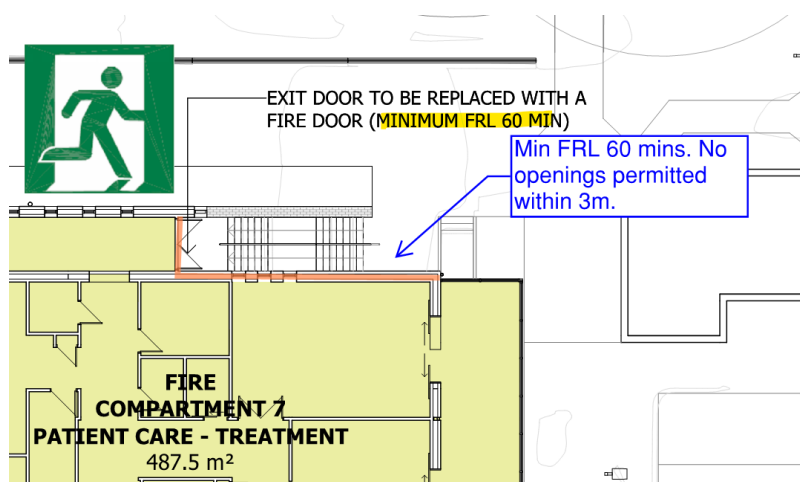 EXIT DOOR TO BE REPLACED WITH A
FIRE DOOR (MINIMUM FRL 60 MIN)
Min FRL 60 mins. No
openings permitted
within 3m.
FIRE
COMPARTMENT 7
PATIENT CARE - TREATMENT
487.5 m²